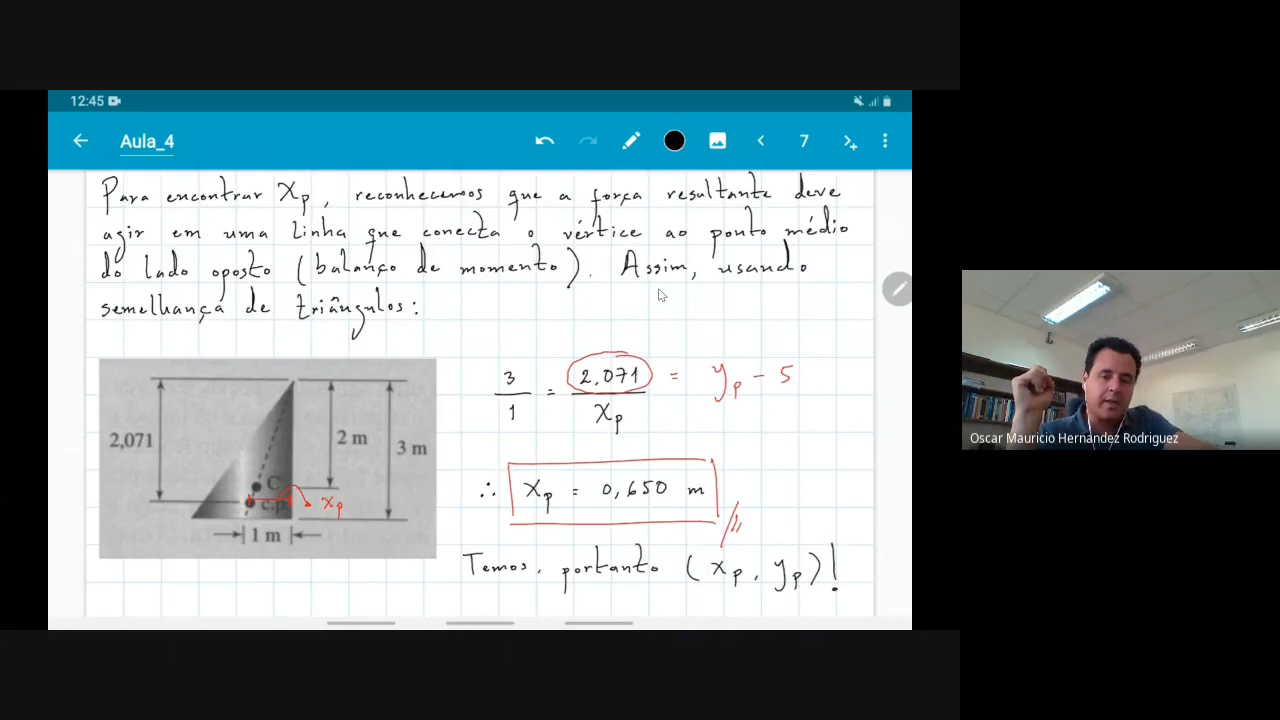 12:45
Aula_4
7
Para encontrar xp, reconhecemos que a força resultante deve
agir em uma linha que conecta o vértice ao ponto médio
do lado oposto (balanço de momento). Assim, usando
semelhança de triângulos:
2,071
2 m
3 m
C
c.p.
xp
1 m
3/1 = 2,071/xp = yp - 5
∴ xp = 0,650 m
Temos, portanto (xp, yp)!
Oscar Mauricio Hernandez Rodriguez